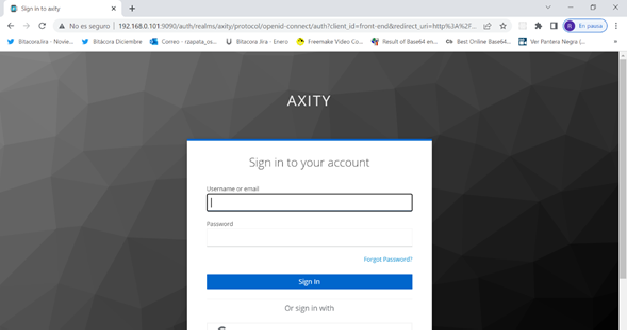 Sign in to axity
No es seguro | 192.168.0.101:9090/auth/realms/axity/protocol/openid-connect/auth?client_id=front-end&redirect_uri=http%3A%2F...
En pausa
BitacoraJira - Novie... Bitácora Diciembre Correo - rzapata_os... Bitacora Jira - Enero Freemake Video Co... Result of Base64 en... Best Online Base64... Ver Pantera Negra (...
AXITY
Sign in to your account
Username or email
Password
Forgot Password?
Sign In
Or sign in with